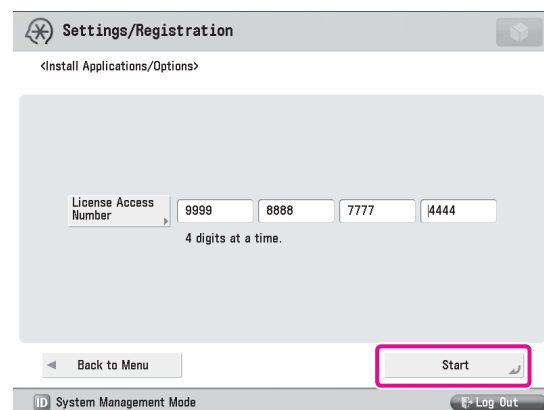 Settings/Registration
<Install Applications/Options>
License Access
Number
9999 8888 7777 4444
4 digits at a time.
Back to Menu
Start
ID System Management Mode
Log Out